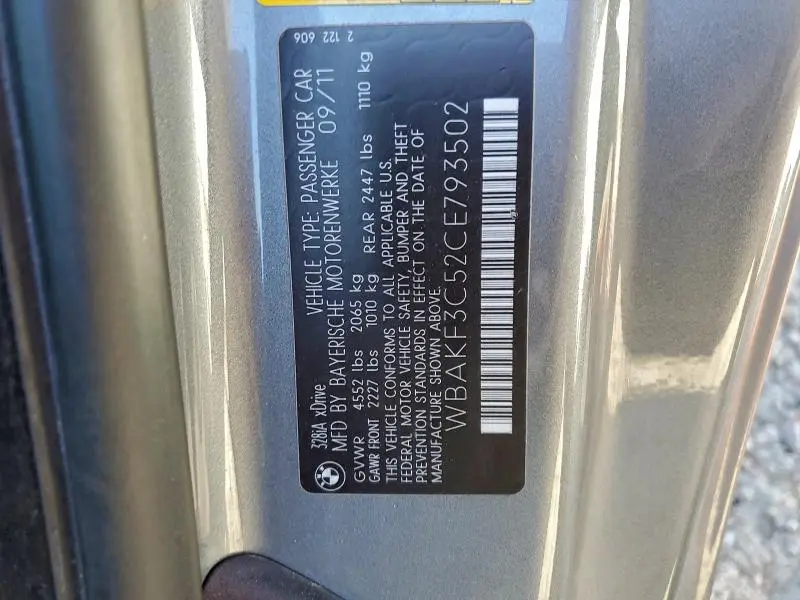 2 122 606
328iA xDrive
VEHICLE TYPE: PASSENGER CAR
MFD BY BAYERISCHE MOTORENWERKE 09/11
GVWR 4552 lbs 2065 kg
GAWR FRONT 2227 lbs 1010 kg REAR 2447 lbs 1110 kg
THIS VEHICLE CONFORMS TO ALL APPLICABLE U.S.
FEDERAL MOTOR VEHICLE SAFETY, BUMPER AND THEFT
PREVENTION STANDARDS IN EFFECT ON THE DATE OF
MANUFACTURE SHOWN ABOVE.
WBAKF3C52CE793502